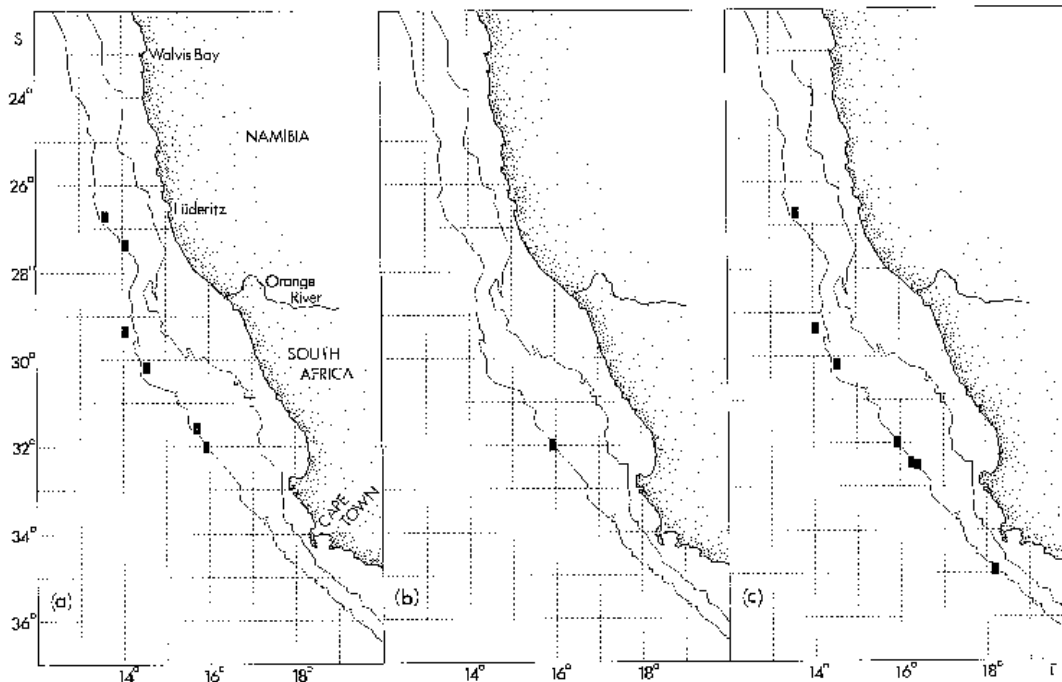 S
Walvis Bay
24°
NAMIBIA
26°
Lüderitz
28°
Orange
River
30°
SOUTH
AFRICA
32°
CAPE
TOWN
34°
(a)
(b)
(c)
36°
14°
16°
18°
14°
16°
18°
14°
16°
18°